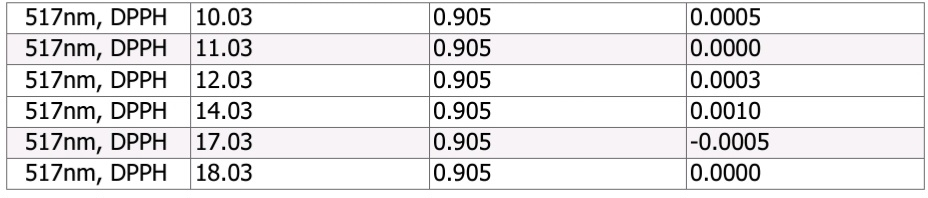 517nm, DPPH 10.03 0.905 0.0005
517nm, DPPH 11.03 0.905 0.0000
517nm, DPPH 12.03 0.905 0.0003
517nm, DPPH 14.03 0.905 0.0010
517nm, DPPH 17.03 0.905 -0.0005
517nm, DPPH 18.03 0.905 0.0000